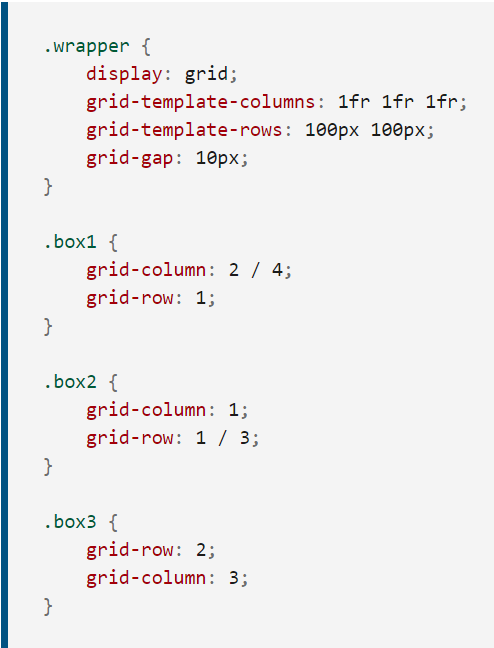 .wrapper {
    display: grid;
    grid-template-columns: 1fr 1fr 1fr;
    grid-template-rows: 100px 100px;
    grid-gap: 10px;
}

.box1 {
    grid-column: 2 / 4;
    grid-row: 1;
}

.box2 {
    grid-column: 1;
    grid-row: 1 / 3;
}

.box3 {
    grid-row: 2;
    grid-column: 3;
}